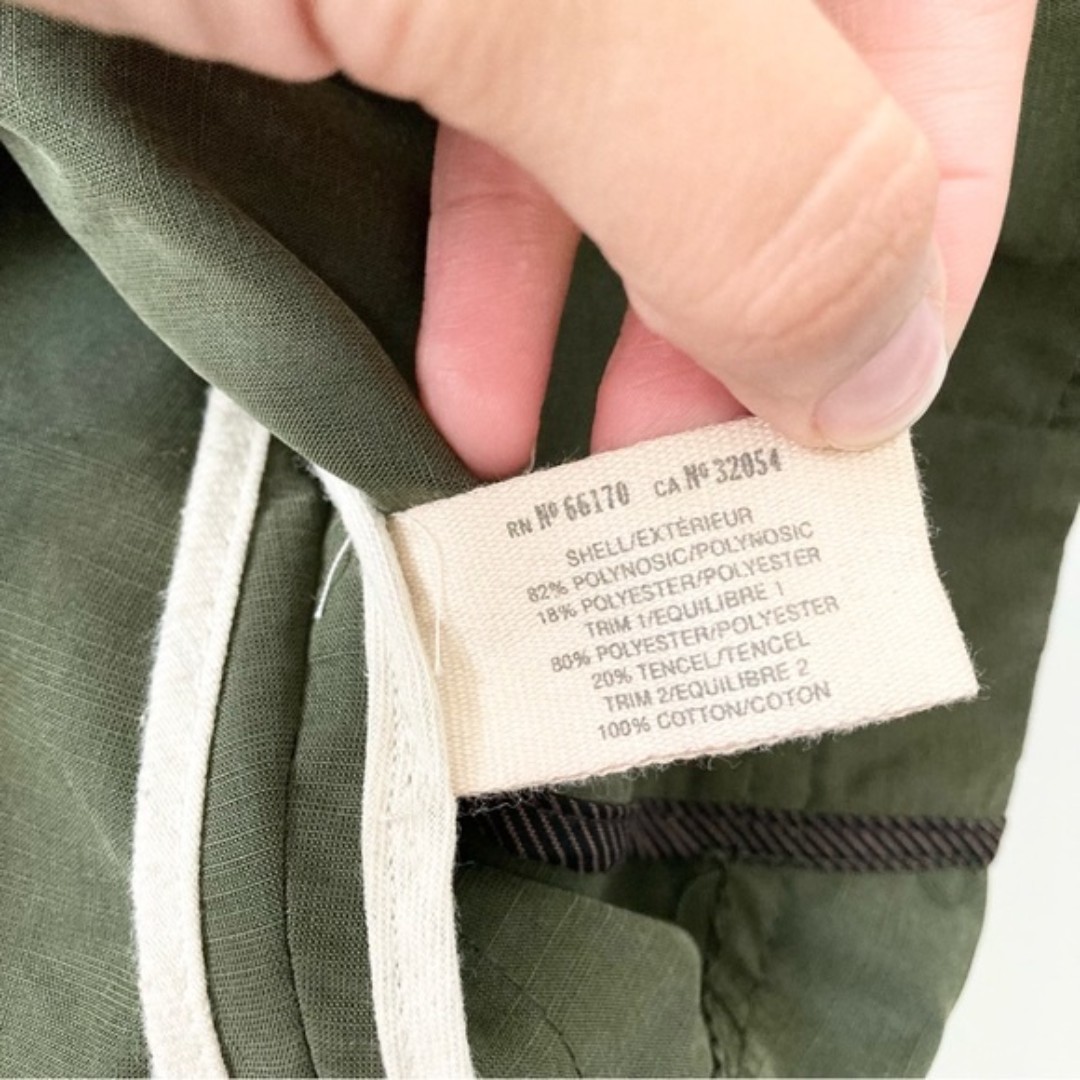 RN Nº 66170 CA Nº 32054
SHELL/EXTÈRIEUR
82% POLYNOSIC/POLYNOSIC
18% POLYESTER/POLYESTER
TRIM 1/EQUILIBRE 1
80% POLYESTER/POLYESTER
20% TENCEL/TENCEL
TRIM 2/EQUILIBRE 2
100% COTTON/COTON